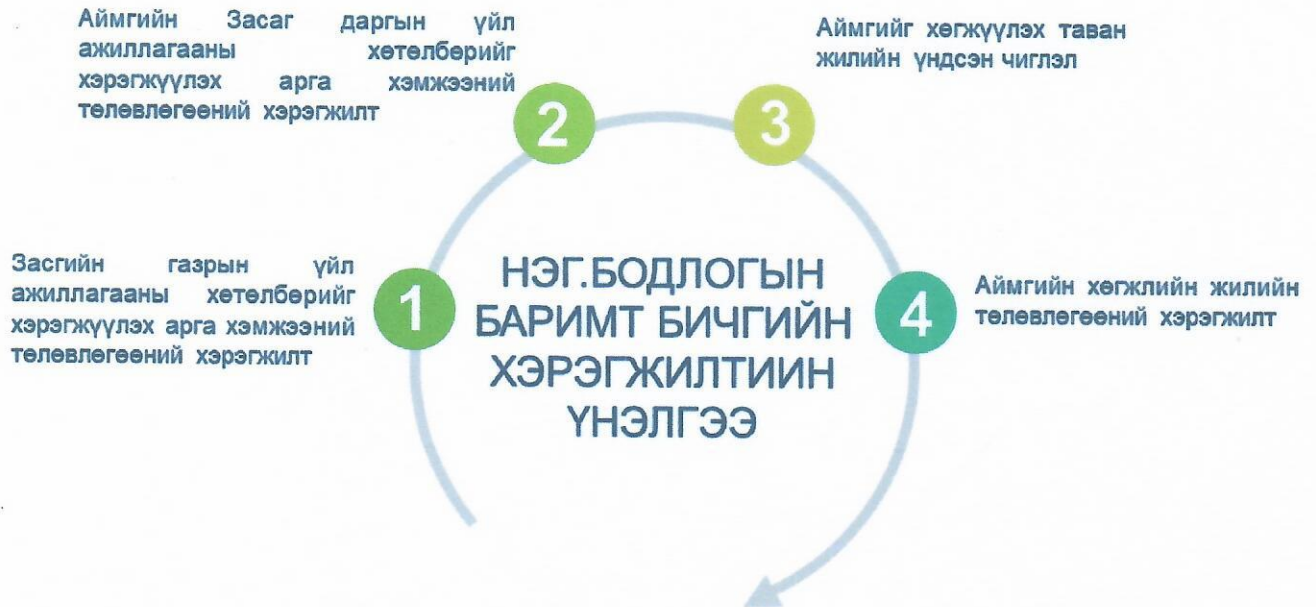 Аймгийн Засаг даргын үйл
ажиллагааны хөтөлбөрийг
хэрэгжүүлэх арга хэмжээний
төлөвлөгөөний хэрэгжилт
2
3
Аймгийг хөгжүүлэх таван
жилийн үндсэн чиглэл
Засгийн газрын үйл
ажиллагааны хөтөлбөрийг
хэрэгжүүлэх арга хэмжээний
төлөвлөгөөний хэрэгжилт
1
НЭГ.БОДЛОГЫН
БАРИМТ БИЧГИЙН
ХЭРЭГЖИЛТИИН
ҮНЭЛГЭЭ
4
Аймгийн хөгжлийн жилийн
төлөвлөгөөний хэрэгжилт